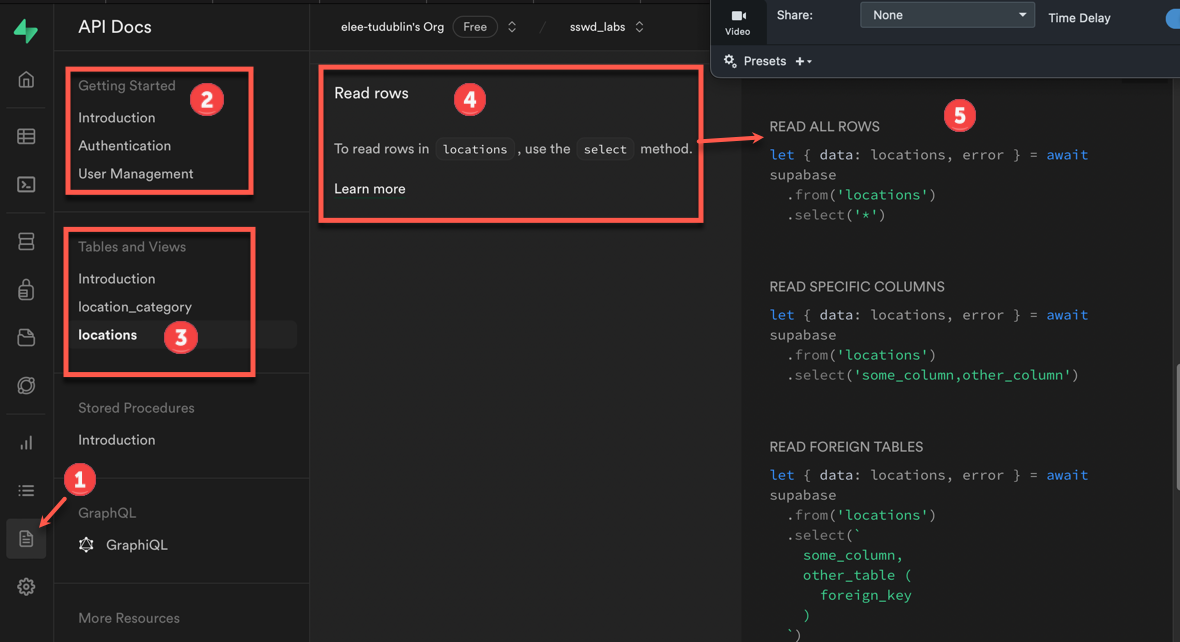 API Docs
elee-tudublin's Org Free / sswd_labs
Video
Share:
None
Time Delay
Presets +
Getting Started
2
Introduction
Authentication
User Management
Tables and Views
Introduction
location_category
locations
3
Stored Procedures
Introduction
1
GraphQL
GraphiQL
More Resources
Read rows
4
To read rows in locations , use the select method.
Learn more
5
READ ALL ROWS
let { data: locations, error } = await
supabase
.from('locations')
.select('*')
READ SPECIFIC COLUMNS
let { data: locations, error } = await
supabase
.from('locations')
.select('some_column,other_column')
READ FOREIGN TABLES
let { data: locations, error } = await
supabase
.from('locations')
.select(`
some_column,
other_table (
foreign_key
)
`)